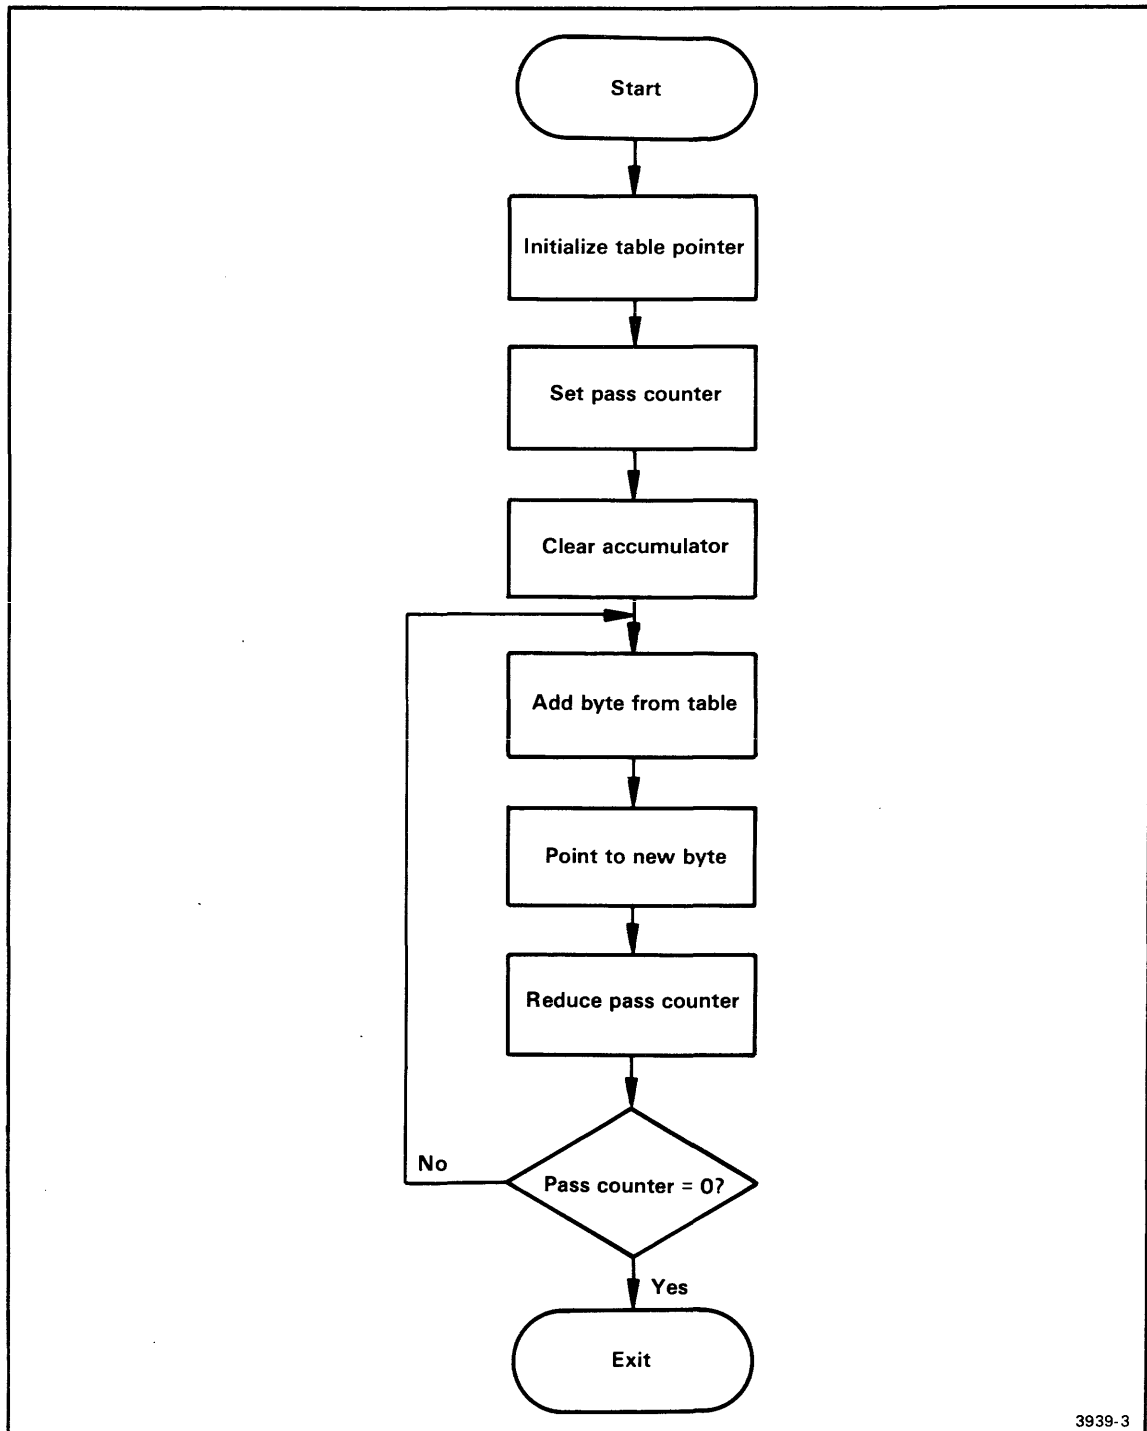 Start
Initialize table pointer
Set pass counter
Clear accumulator
Add byte from table
Point to new byte
Reduce pass counter
No
Pass counter = 0?
Yes
Exit
3939-3